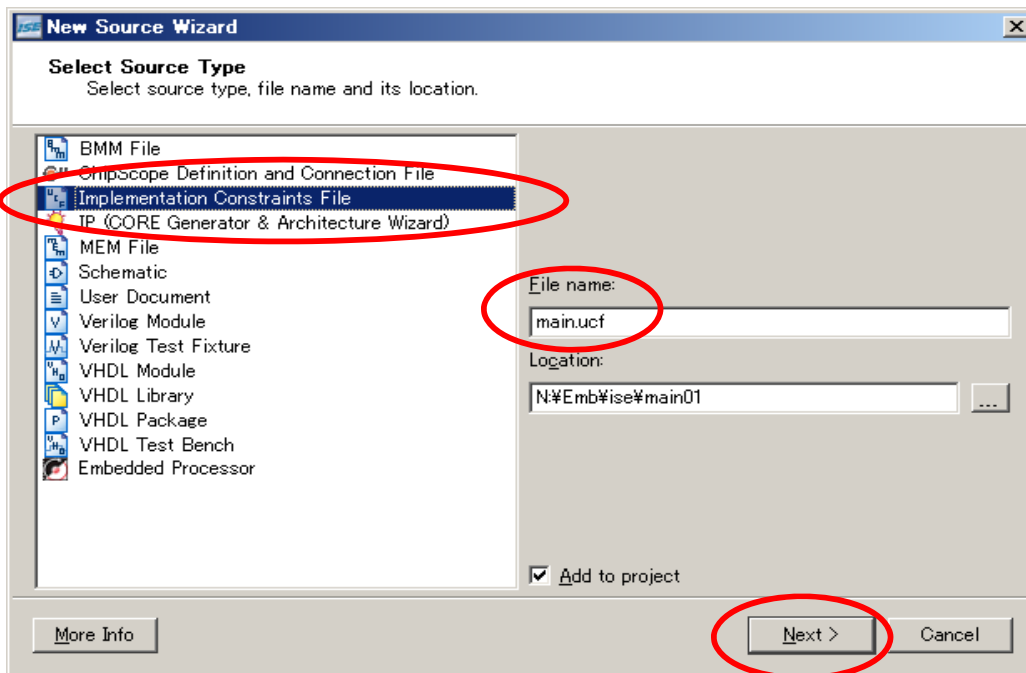 ISE New Source Wizard
Select Source Type
Select source type, file name and its location.
BMM File
ChipScope Definition and Connection File
Implementation Constraints File
IP (CORE Generator & Architecture Wizard)
MEM File
Schematic
User Document
Verilog Module
Verilog Test Fixture
VHDL Module
VHDL Library
VHDL Package
VHDL Test Bench
Embedded Processor
File name:
main.ucf
Location:
N:¥Emb¥ise¥main01
...
Add to project
More Info
Next >
Cancel